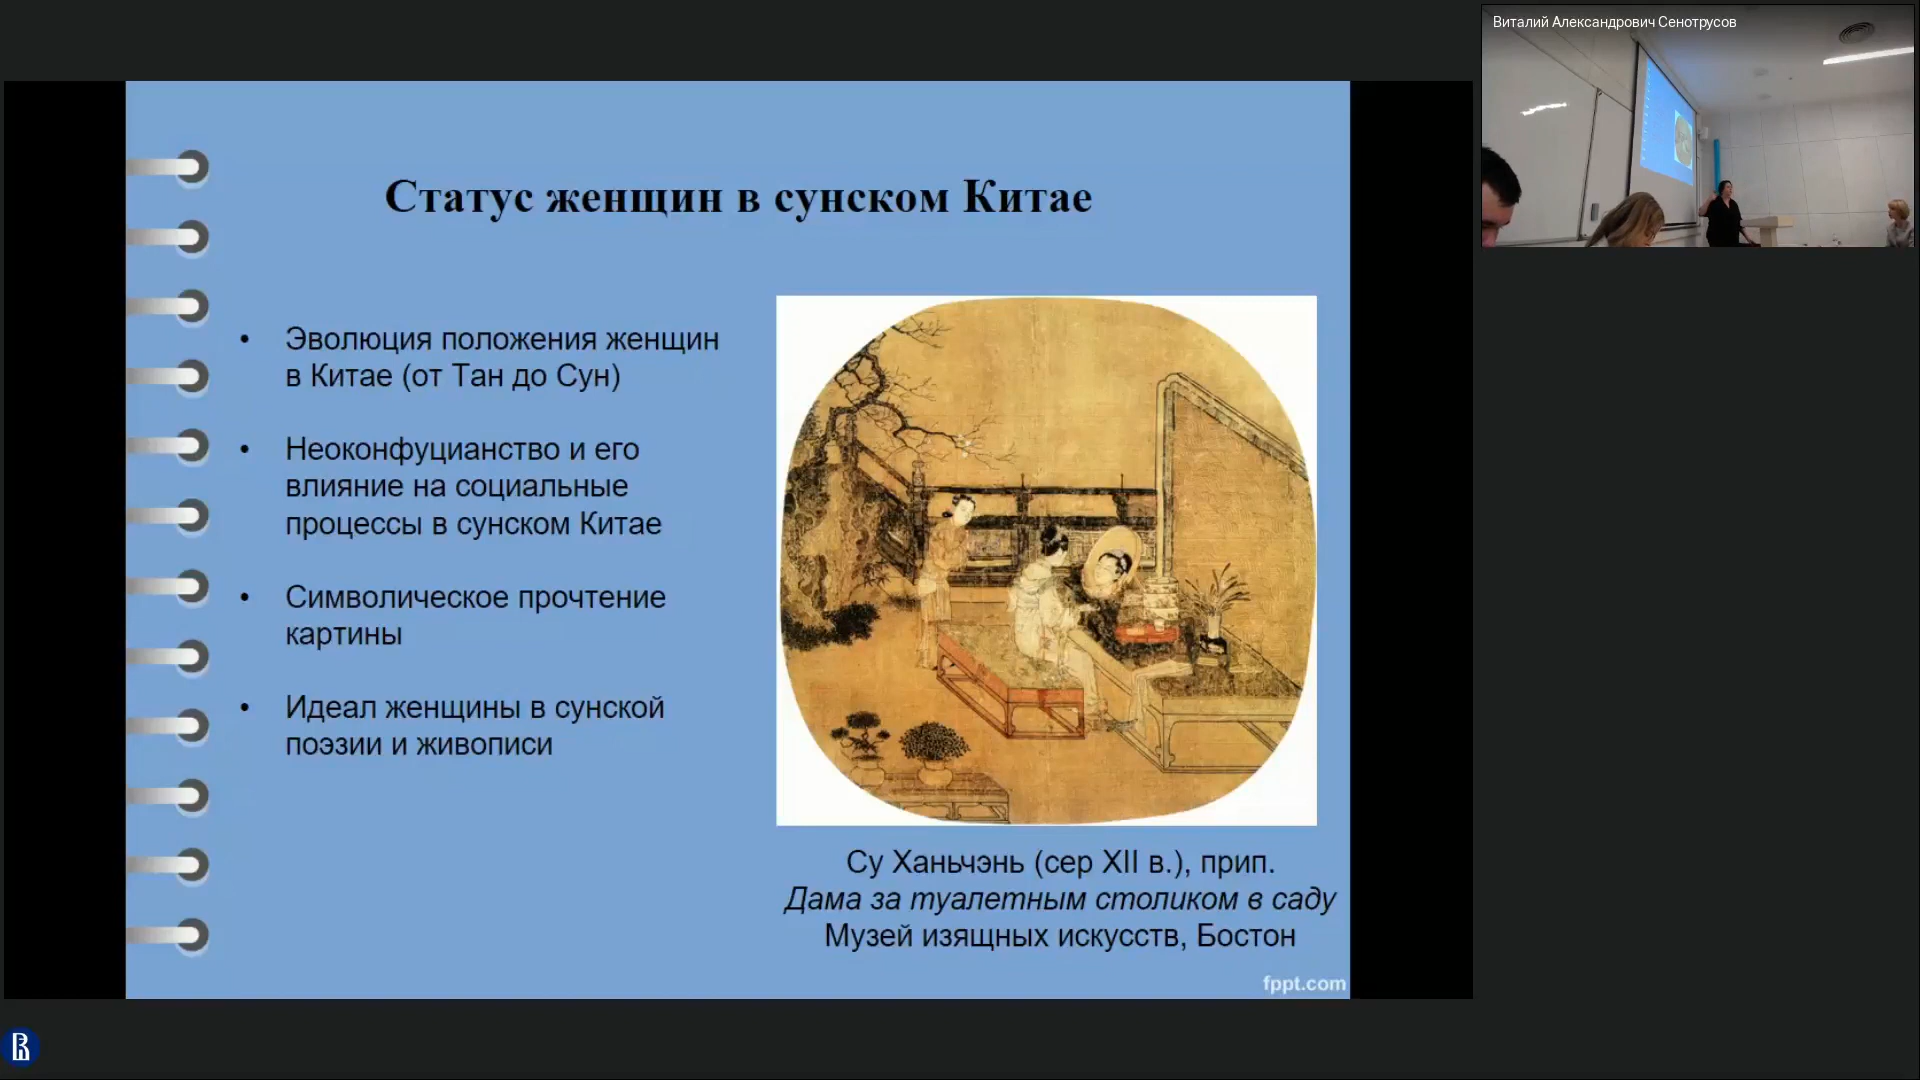 Виталий Александрович Сенотрусов
Статус женщин в сунском Китае
• Эволюция положения женщин
в Китае (от Тан до Сун)
• Неоконфуцианство и его
влияние на социальные
процессы в сунском Китае
• Символическое прочтение
картины
• Идеал женщины в сунской
поэзии и живописи
Су Ханьчэнь (сер XII в.), прип.
Дама за туалетным столиком в саду
Музей изящных искусств, Бостон
fppt.com